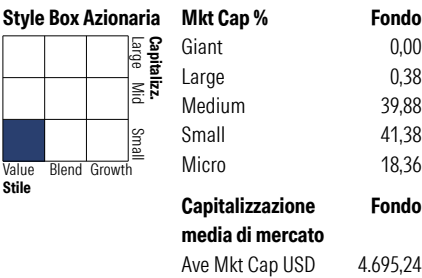 Style Box Azionaria
Large Mid Small
Capitalizz.
Value Blend Growth
Stile
Mkt Cap % Fondo
Giant 0,00
Large 0,38
Medium 39,88
Small 41,38
Micro 18,36
Capitalizzazione Fondo
media di mercato
Ave Mkt Cap USD 4.695,24